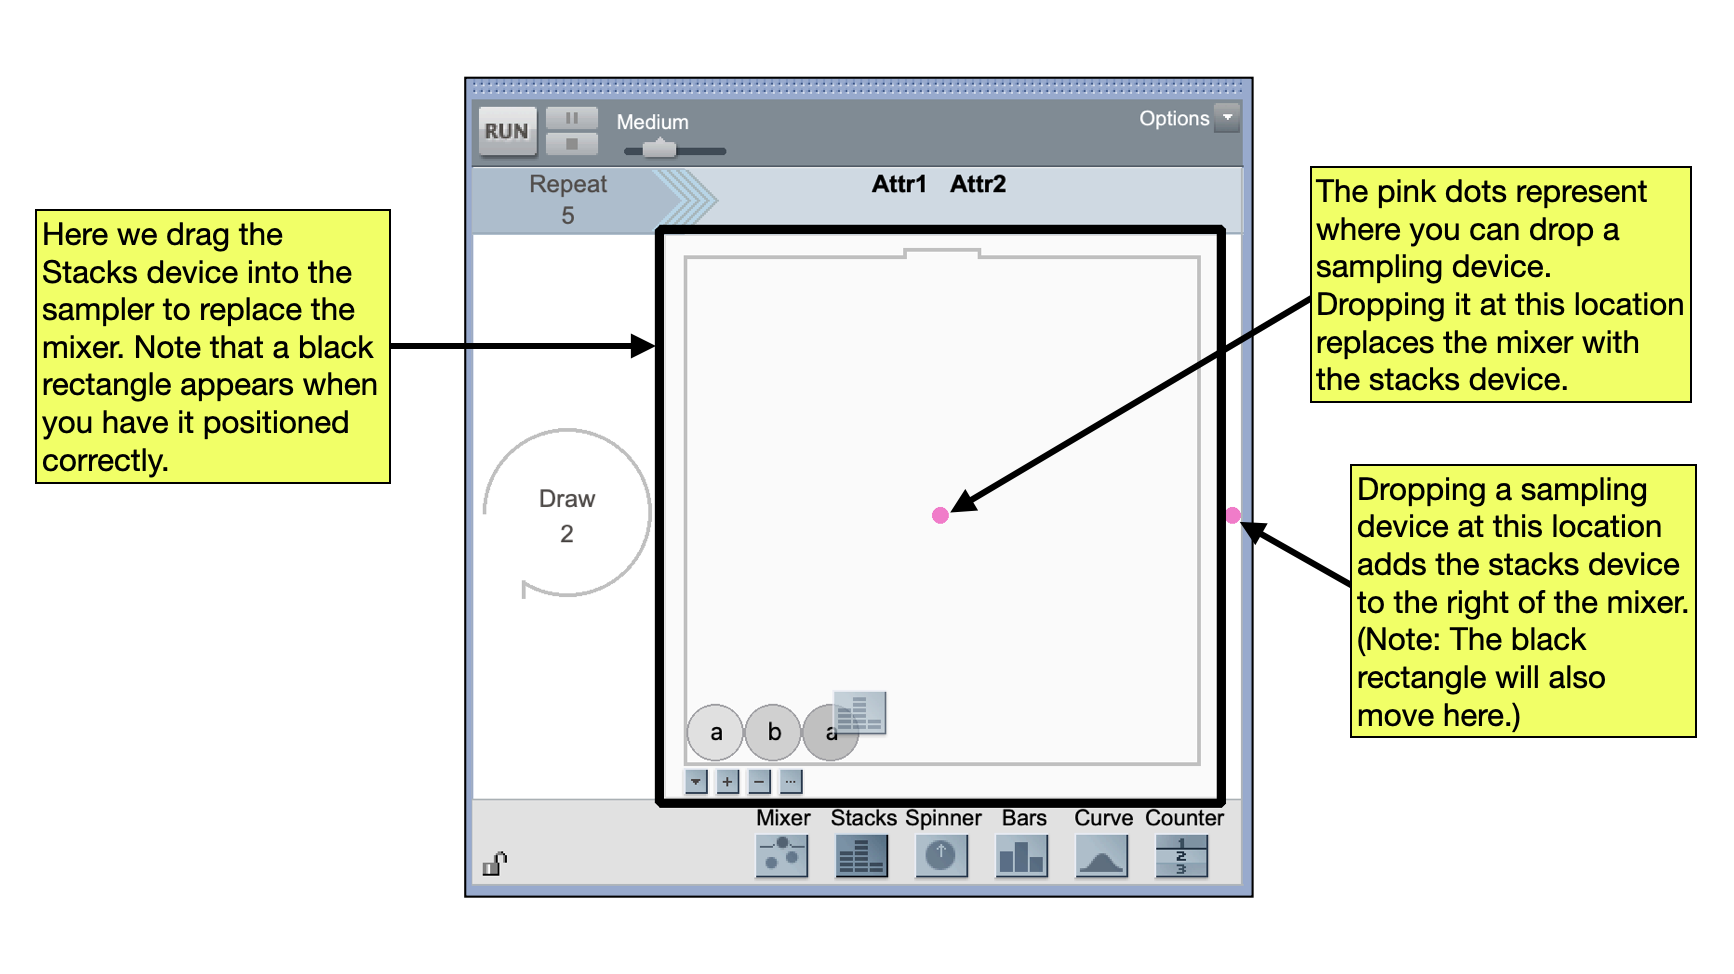 RUN
Medium
Options
Repeat
5
Attr1 Attr2
Here we drag the
Stacks device into the
sampler to replace the
mixer. Note that a black
rectangle appears when
you have it positioned
correctly.
The pink dots represent
where you can drop a
sampling device.
Dropping it at this location
replaces the mixer with
the stacks device.
Draw
2
Dropping a sampling
device at this location
adds the stacks device
to the right of the mixer.
(Note: The black
rectangle will also
move here.)
a b a
Mixer Stacks Spinner Bars Curve Counter
1
2
3